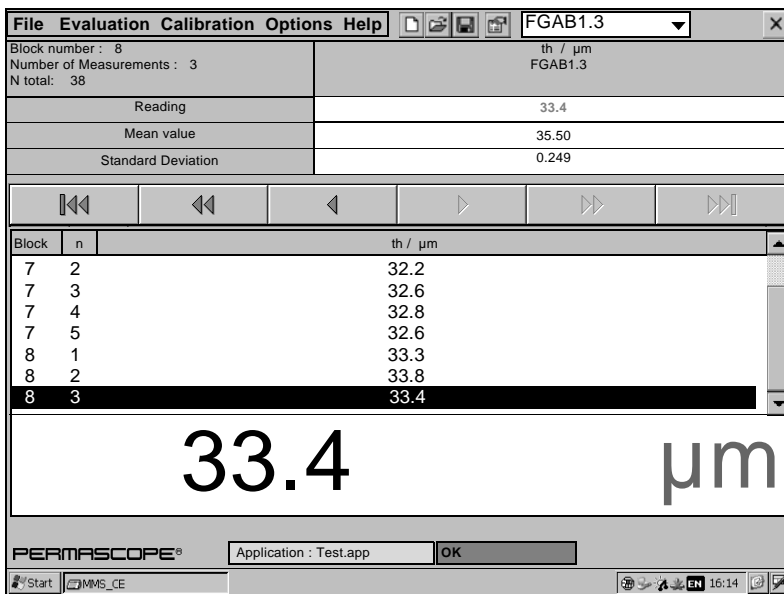 File Evaluation Calibration Options Help FGAB1.3
Block number : 8
Number of Measurements : 3
N total: 38
th / µm
FGAB1.3
Reading 33.4
Mean value 35.50
Standard Deviation 0.249
Block n th / µm
7 2 32.2
7 3 32.6
7 4 32.8
7 5 32.6
8 1 33.3
8 2 33.8
8 3 33.4
33.4 µm
PERMASCOPE® Application : Test.app OK
Start MMS_CE EN 16:14